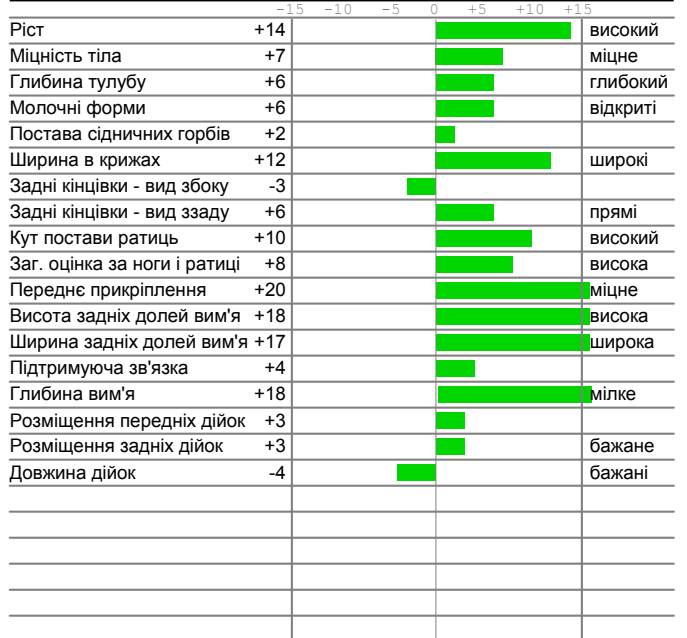 -15 -10 -5 0 +5 +10 +15
Ріст +14 високий
Міцність тіла +7 міцне
Глибина тулубу +6 глибокий
Молочні форми +6 відкриті
Постава сідничних горбів +2
Ширина в крижах +12 широкі
Задні кінцівки - вид збоку -3
Задні кінцівки - вид ззаду +6 прямі
Кут постави ратиць +10 високий
Заг. оцінка за ноги і ратиці +8 висока
Переднє прикріплення +20 міцне
Висота задніх долей вим'я +18 висока
Ширина задніх долей вим'я +17 широка
Підтримуюча зв'язка +4
Глибина вим'я +18 мілке
Розміщення передніх дійок +3
Розміщення задніх дійок +3 бажане
Довжина дійок -4 бажані